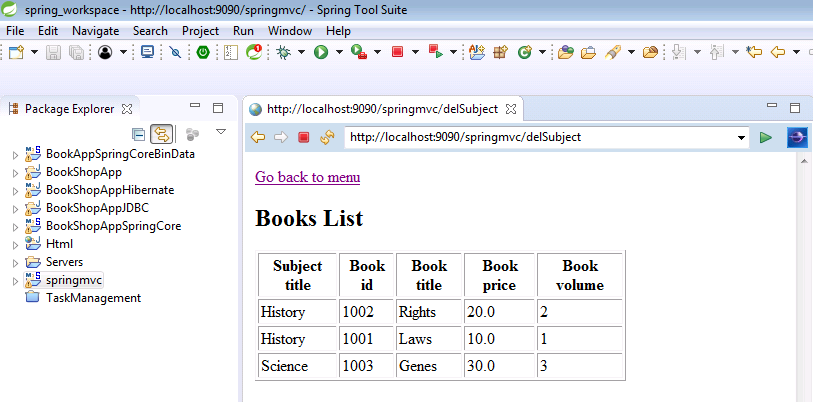 spring_workspace - http://localhost:9090/springmvc/ - Spring Tool Suite
File Edit Navigate Search Project Run Window Help
Package Explorer
http://localhost:9090/springmvc/delSubject
http://localhost:9090/springmvc/delSubject
BookAppSpringCoreBinData
BookShopApp
BookShopAppHibernate
BookShopAppJDBC
BookShopAppSpringCore
Html
Servers
springmvc
TaskManagement
Go back to menu
Books List
Subject title Book id Book title Book price Book volume
History 1002 Rights 20.0 2
History 1001 Laws 10.0 1
Science 1003 Genes 30.0 3